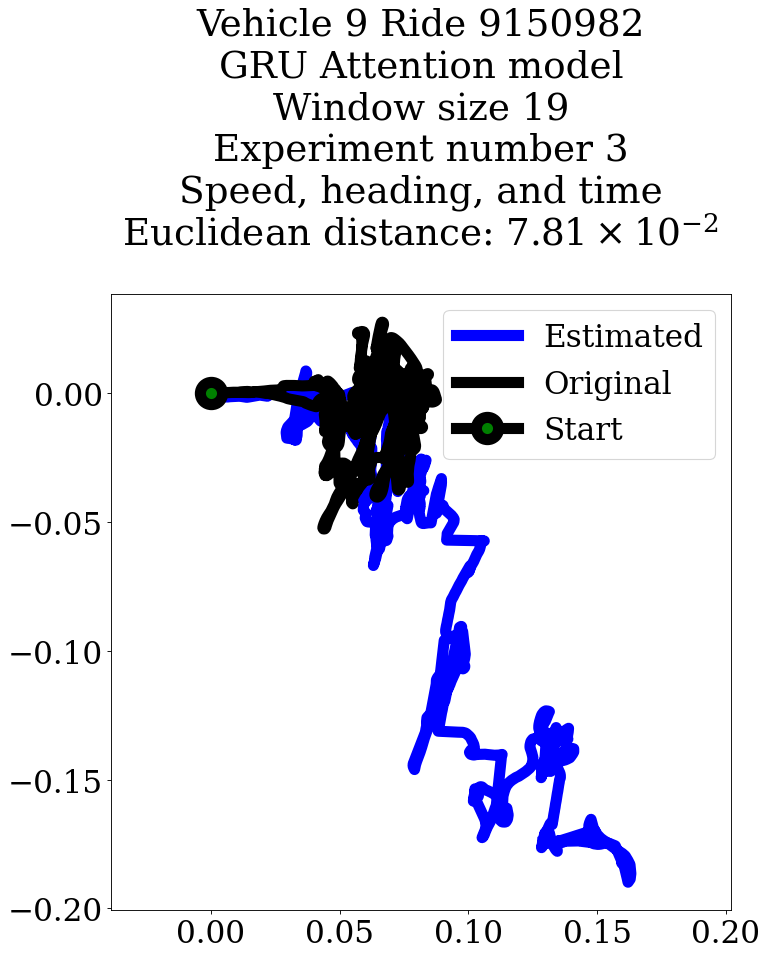 Vehicle 9 Ride 9150982
GRU Attention model
Window size 19
Experiment number 3
Speed, heading, and time
Euclidean distance: 7.81 × 10⁻²
Estimated
Original
Start
0.00
−0.05
−0.10
−0.15
−0.20
0.00 0.05 0.10 0.15 0.20